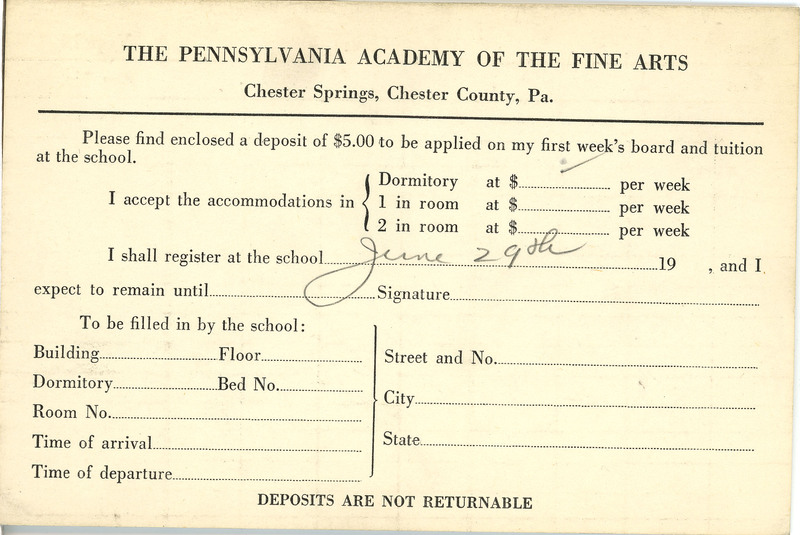 THE PENNSYLVANIA ACADEMY OF THE FINE ARTS
Chester Springs, Chester County, Pa.
Please find enclosed a deposit of $5.00 to be applied on my first week's board and tuition
at the school.
I accept the accommodations in { Dormitory at $.......... per week
1 in room at $.......... per week
2 in room at $.......... per week
I shall register at the school June 29th 19 , and I
expect to remain until.......... Signature..........
To be filled in by the school:
Building.......... Floor..........
Dormitory.......... Bed No...........
Room No...........
Time of arrival..........
Time of departure..........
Street and No...........
City..........
State..........
DEPOSITS ARE NOT RETURNABLE